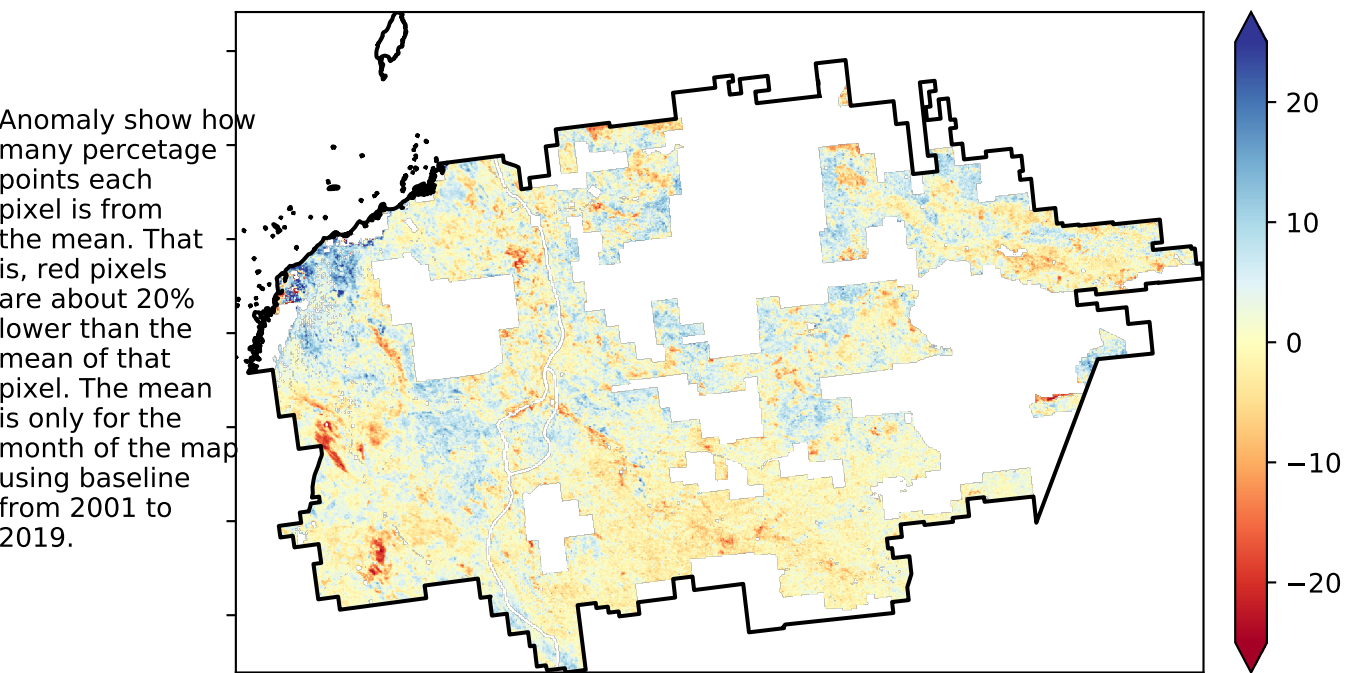 Anomaly show how
many percetage
points each
pixel is from
the mean. That
is, red pixels
are about 20%
lower than the
mean of that
pixel. The mean
is only for the
month of the map
using baseline
from 2001 to
2019.
20
10
0
−10
−20